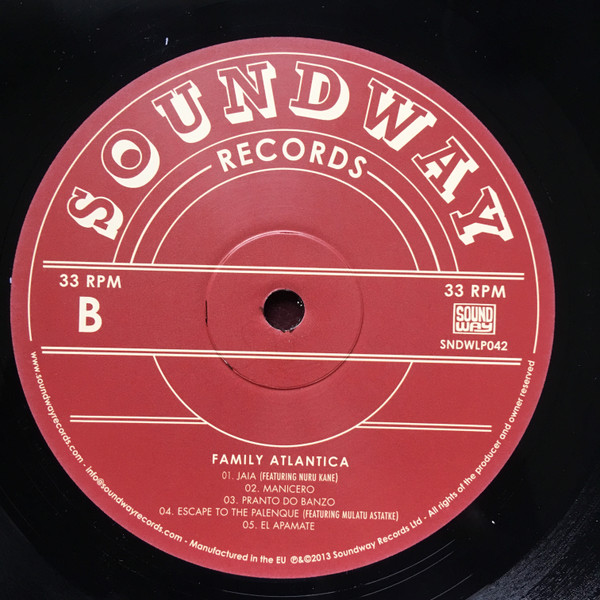 SOUNDWAY
RECORDS
33 RPM
B
33 RPM
SOUND
WAY
SNDWLP042
FAMILY ATLANTICA
01. JAIA (FEATURING NURU KANE)
02. MANICERO
03. PRANTO DO BANZO
04. ESCAPE TO THE PALENQUE (FEATURING MULATU ASTATKE)
05. EL APAMATE
www.soundwayrecords.com - info@soundwayrecords.com - Manufactured in the EU ℗&©2013 Soundway Records Ltd - All rights of the producer and owner reserved